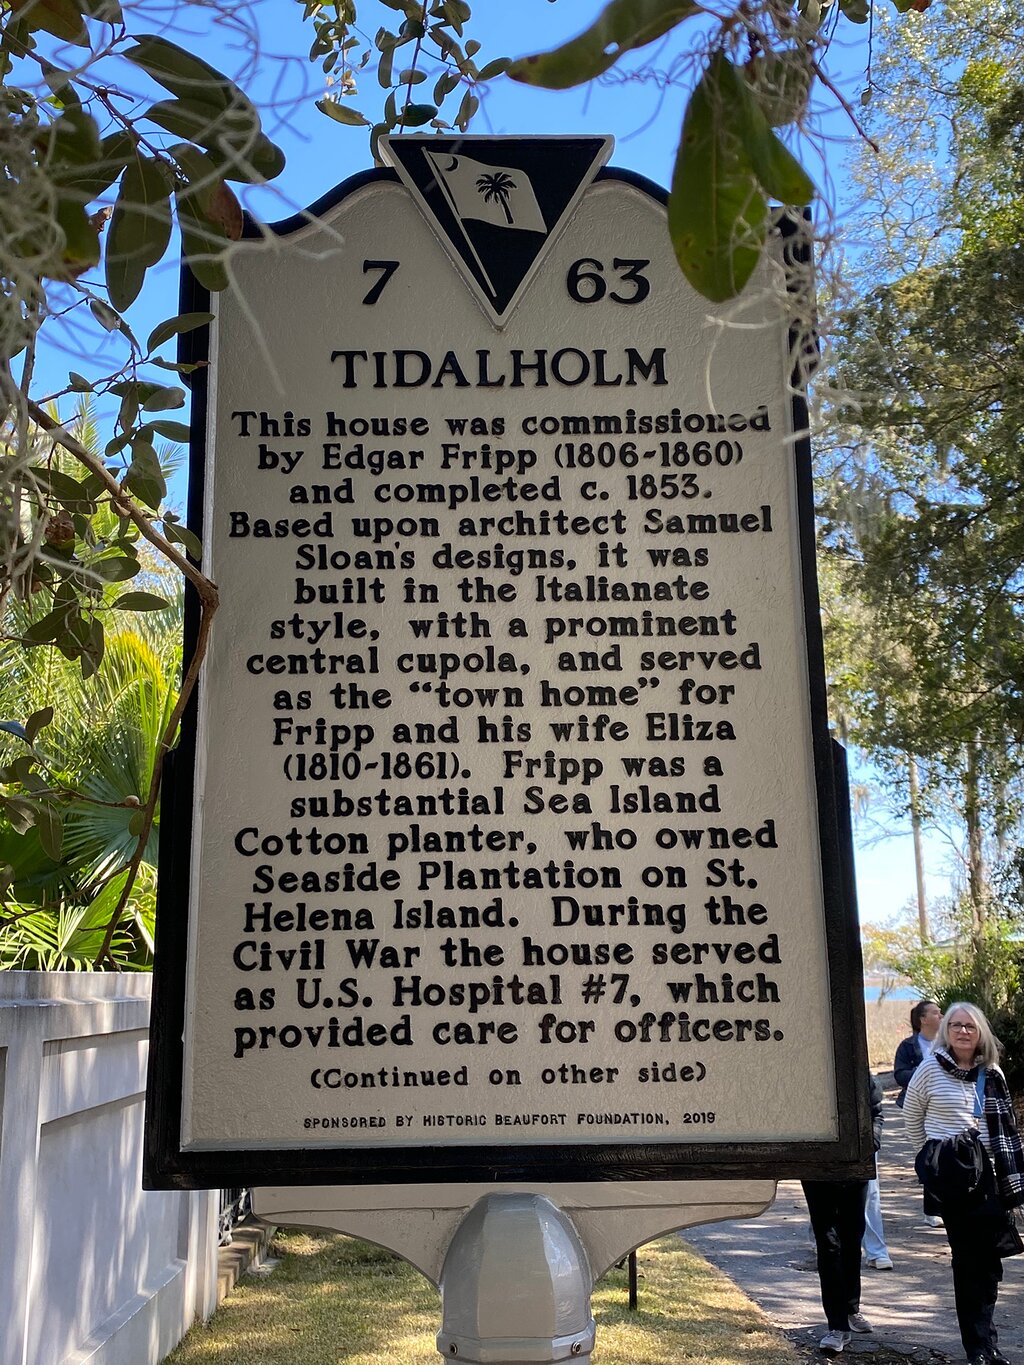 7 63
TIDALHOLM
This house was commissioned
by Edgar Fripp (1806-1860)
and completed c. 1853.
Based upon architect Samuel
Sloan's designs, it was
built in the Italianate
style, with a prominent
central cupola, and served
as the “town home” for
Fripp and his wife Eliza
(1810-1861). Fripp was a
substantial Sea Island
Cotton planter, who owned
Seaside Plantation on St.
Helena Island. During the
Civil War the house served
as U.S. Hospital #7, which
provided care for officers.
(Continued on other side)
SPONSORED BY HISTORIC BEAUFORT FOUNDATION, 2019